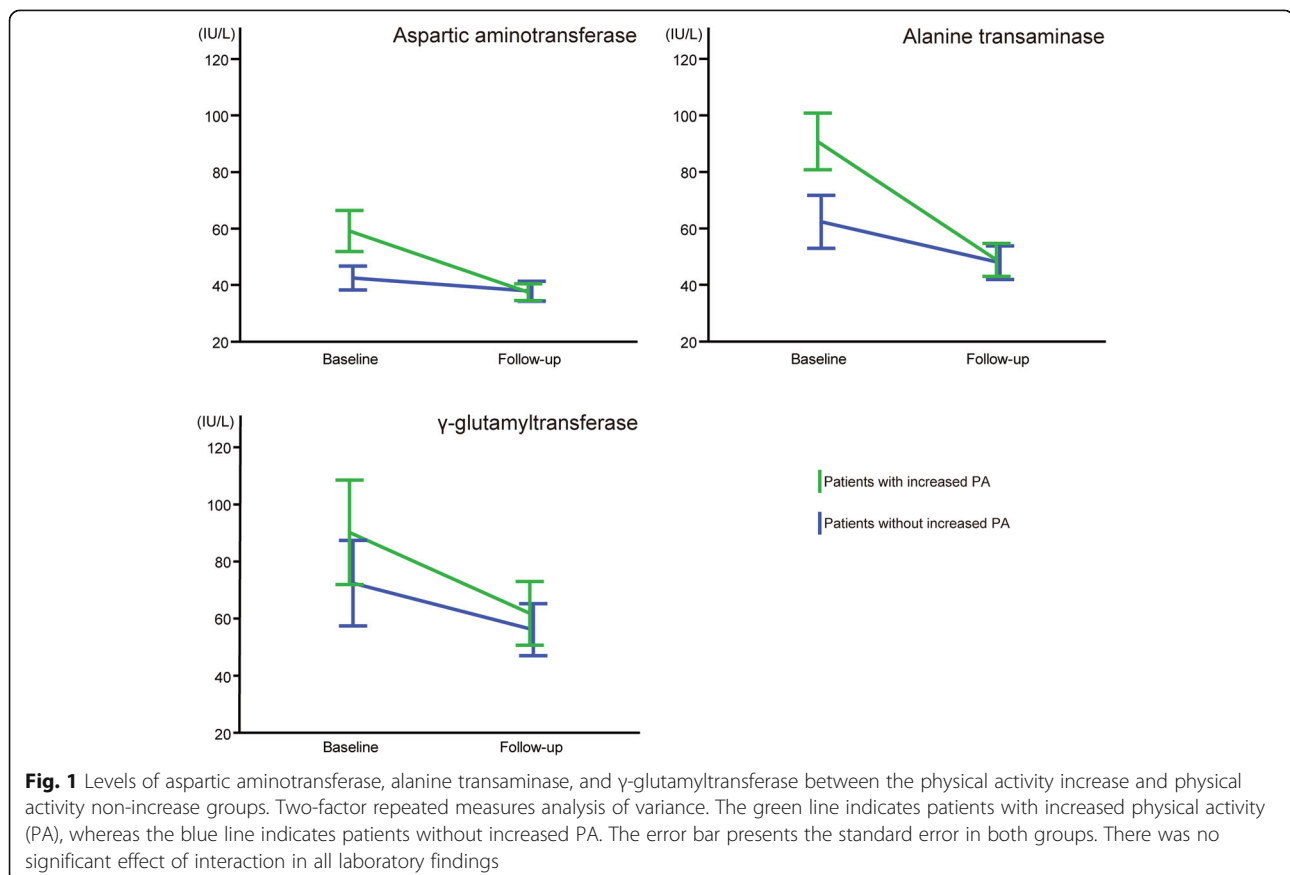 (IU/L)
Aspartic aminotransferase
120
100
80
60
40
20
Baseline
Follow-up
(IU/L)
Alanine transaminase
120
100
80
60
40
20
Baseline
Follow-up
(IU/L)
γ-glutamyltransferase
120
100
80
60
40
20
Baseline
Follow-up
Patients with increased PA
Patients without increased PA
Fig. 1 Levels of aspartic aminotransferase, alanine transaminase, and γ-glutamyltransferase between the physical activity increase and physical
activity non-increase groups. Two-factor repeated measures analysis of variance. The green line indicates patients with increased physical activity
(PA), whereas the blue line indicates patients without increased PA. The error bar presents the standard error in both groups. There was no
significant effect of interaction in all laboratory findings